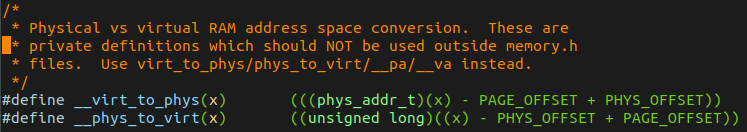 /*
 * Physical vs virtual RAM address space conversion.  These are
 * private definitions which should NOT be used outside memory.h
 * files.  Use virt_to_phys/phys_to_virt/__pa/__va instead.
 */
#define __virt_to_phys(x)       (((phys_addr_t)(x) - PAGE_OFFSET + PHYS_OFFSET))
#define __phys_to_virt(x)       ((unsigned long)((x) - PHYS_OFFSET + PAGE_OFFSET))